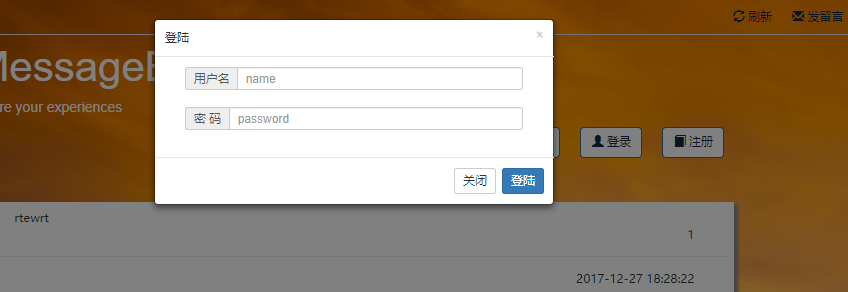 刷新 发留言
登陆 ×
MessageB
用户名 name
re your experiences
密 码 password
登录 注册
关闭 登陆
rtewrt
1
2017-12-27 18:28:22